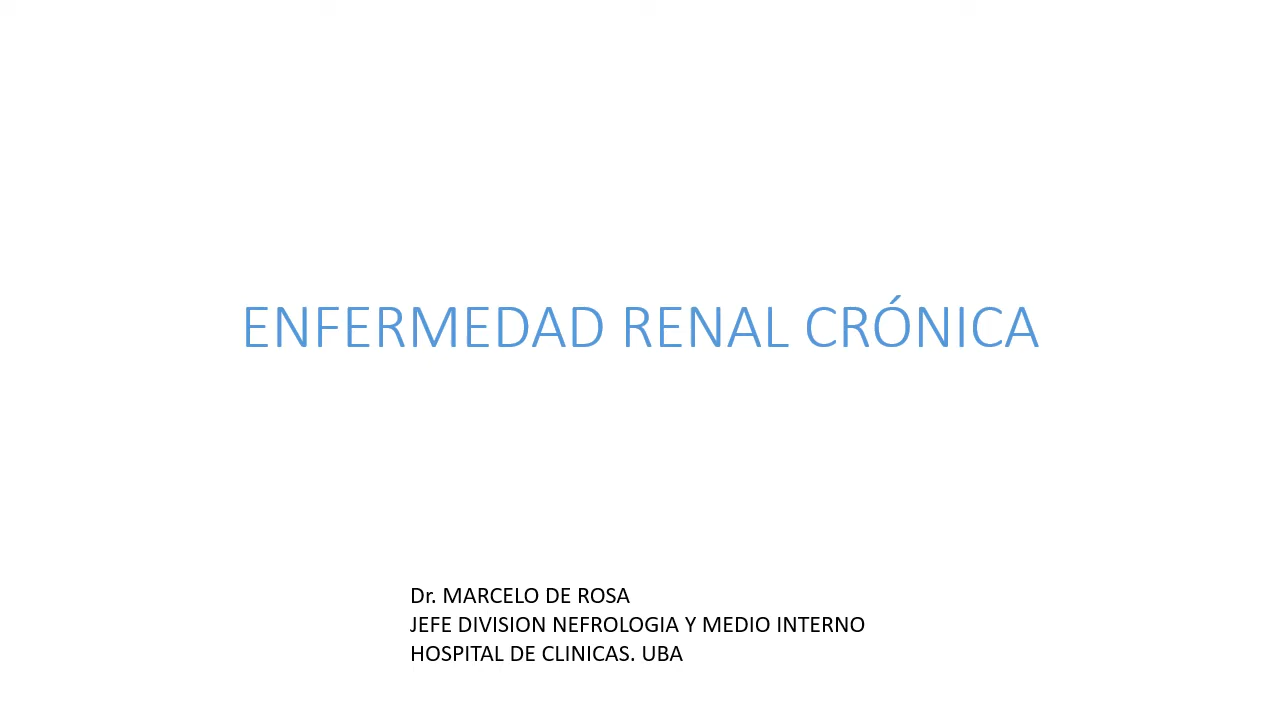 ENFERMEDAD RENAL CRÓNICA
Dr. MARCELO DE ROSA
JEFE DIVISION NEFROLOGIA Y MEDIO INTERNO
HOSPITAL DE CLINICAS. UBA